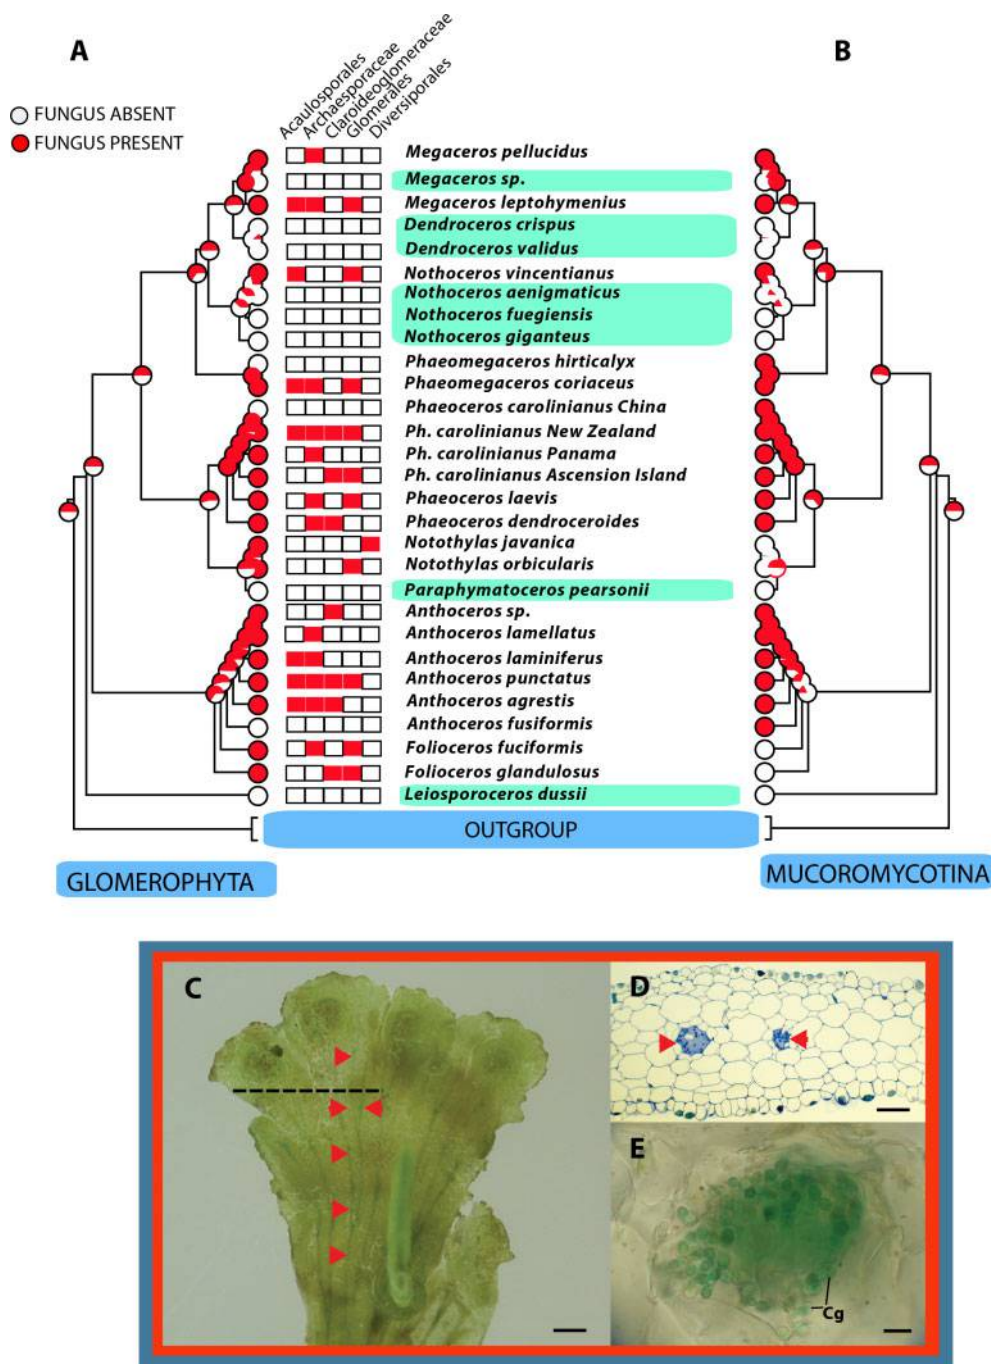 A
B
Acaulosporales
Archaesporaceae
Claroideoglomeraceae
Glomerales
Diversiporales
FUNGUS ABSENT
FUNGUS PRESENT
Megaceros pellucidus
Megaceros sp.
Megaceros leptohymenius
Dendroceros crispus
Dendroceros validus
Nothoceros vincentianus
Nothoceros aenigmaticus
Nothoceros fuegiensis
Nothoceros giganteus
Phaeomegaceros hirticalyx
Phaeomegaceros coriaceus
Phaeoceros carolinianus China
Ph. carolinianus New Zealand
Ph. carolinianus Panama
Ph. carolinianus Ascension Island
Phaeoceros laevis
Phaeoceros dendroceroides
Notothylas javanica
Notothylas orbicularis
Paraphymatoceros pearsonii
Anthoceros sp.
Anthoceros lamellatus
Anthoceros laminiferus
Anthoceros punctatus
Anthoceros agrestis
Anthoceros fusiformis
Folioceros fuciformis
Folioceros glandulosus
Leiosporoceros dussii
OUTGROUP
GLOMEROPHYTA
MUCOROMYCOTINA
C
D
E
Cg